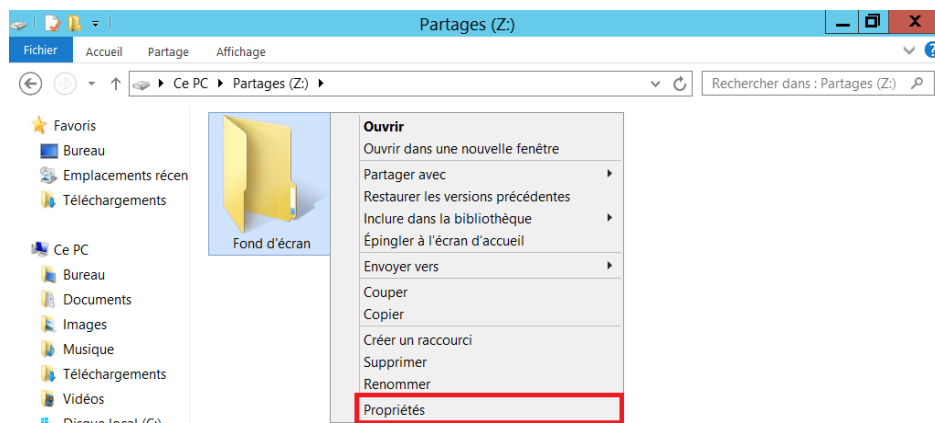 Partages (Z:)
Fichier Accueil Partage Affichage
Ce PC Partages (Z:) Rechercher dans : Partages (Z:)
Favoris
Bureau
Emplacements récen
Téléchargements
Ce PC
Bureau
Documents
Images
Musique
Téléchargements
Vidéos
Disque local (C:)
Fond d'écran
Ouvrir
Ouvrir dans une nouvelle fenêtre
Partager avec
Restaurer les versions précédentes
Inclure dans la bibliothèque
Épingler à l'écran d'accueil
Envoyer vers
Couper
Copier
Créer un raccourci
Supprimer
Renommer
Propriétés